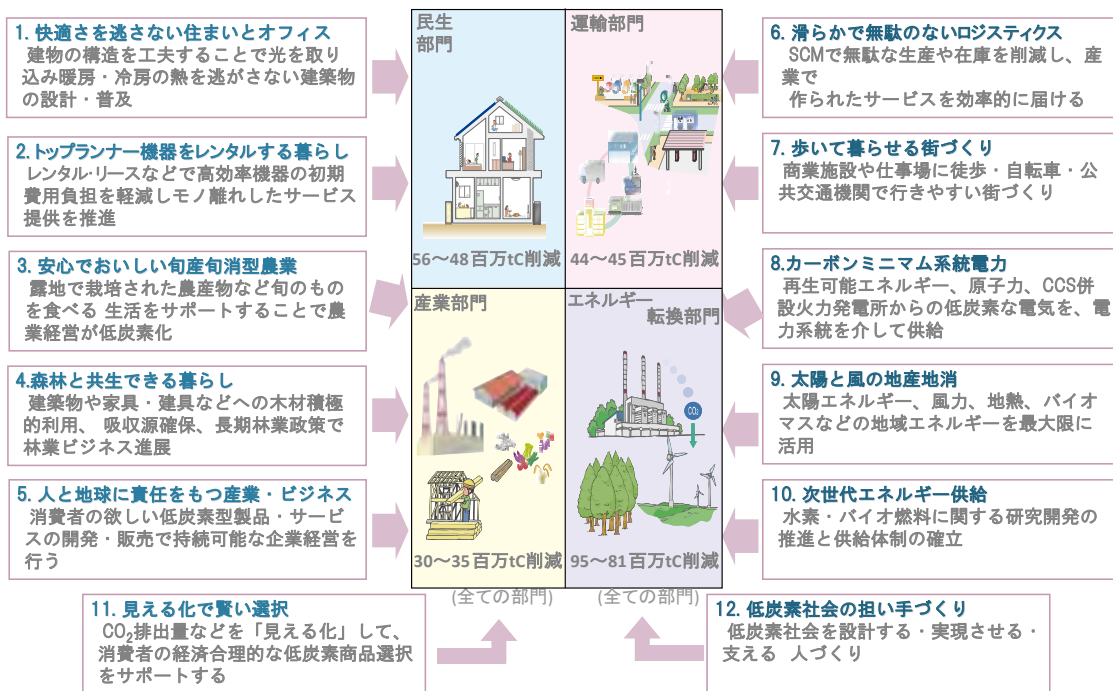 1. 快適さを逃さない住まいとオフィス
建物の構造を工夫することで光を取り
込み暖房・冷房の熱を逃がさない建築物
の設計・普及
2.トップランナー機器をレンタルする暮らし
レンタル・リースなどで高効率機器の初期
費用負担を軽減しモノ離れしたサービス
提供を推進
3. 安心でおいしい旬産旬消型農業
露地で栽培された農産物など旬のもの
を食べる 生活をサポートすることで農
業経営が低炭素化
4.森林と共生できる暮らし
建築物や家具・建具などへの木材積極
的利用、 吸収源確保、長期林業政策で
林業ビジネス進展
5. 人と地球に責任をもつ産業・ビジネス
消費者の欲しい低炭素型製品・サービ
スの開発・販売で持続可能な企業経営を
行う
民生
部門
56～48百万tC削減
運輸部門
44～45百万tC削減
産業部門
30～35百万tC削減
エネルギー
転換部門
CO₂
95～81百万tC削減
6. 滑らかで無駄のないロジスティクス
SCMで無駄な生産や在庫を削減し、産
業で
作られたサービスを効率的に届ける
7. 歩いて暮らせる街づくり
商業施設や仕事場に徒歩・自転車・公
共交通機関で行きやすい街づくり
8.カーボンミニマム系統電力
再生可能エネルギー、原子力、CCS併
設火力発電所からの低炭素な電気を、電
力系統を介して供給
9. 太陽と風の地産地消
太陽エネルギー、風力、地熱、バイオ
マスなどの地域エネルギーを最大限に
活用
10. 次世代エネルギー供給
水素・バイオ燃料に関する研究開発の
推進と供給体制の確立
(全ての部門)
(全ての部門)
11. 見える化で賢い選択
CO₂排出量などを「見える化」して、
消費者の経済合理的な低炭素商品選択
をサポートする
12. 低炭素社会の担い手づくり
低炭素社会を設計する・実現させる・
支える 人づくり